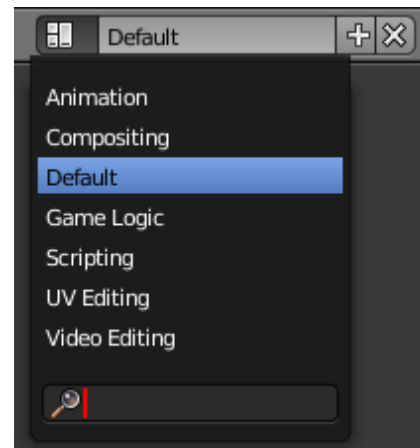 Default
Animation
Compositing
Default
Game Logic
Scripting
UV Editing
Video Editing